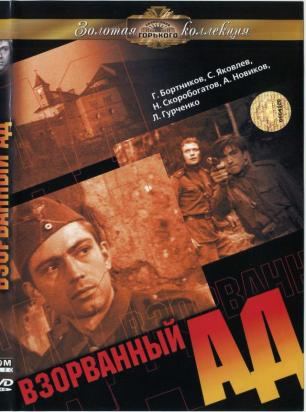 Золотая коллекция
ГОРЬКОГО
Г. Бортников, С. Яковлев,
Н. Скоробогатов, А. Новиков,
Л. Гурченко
ВЗОРВАННЫЙ АД
ВЗОРВАННЫЙ
АД